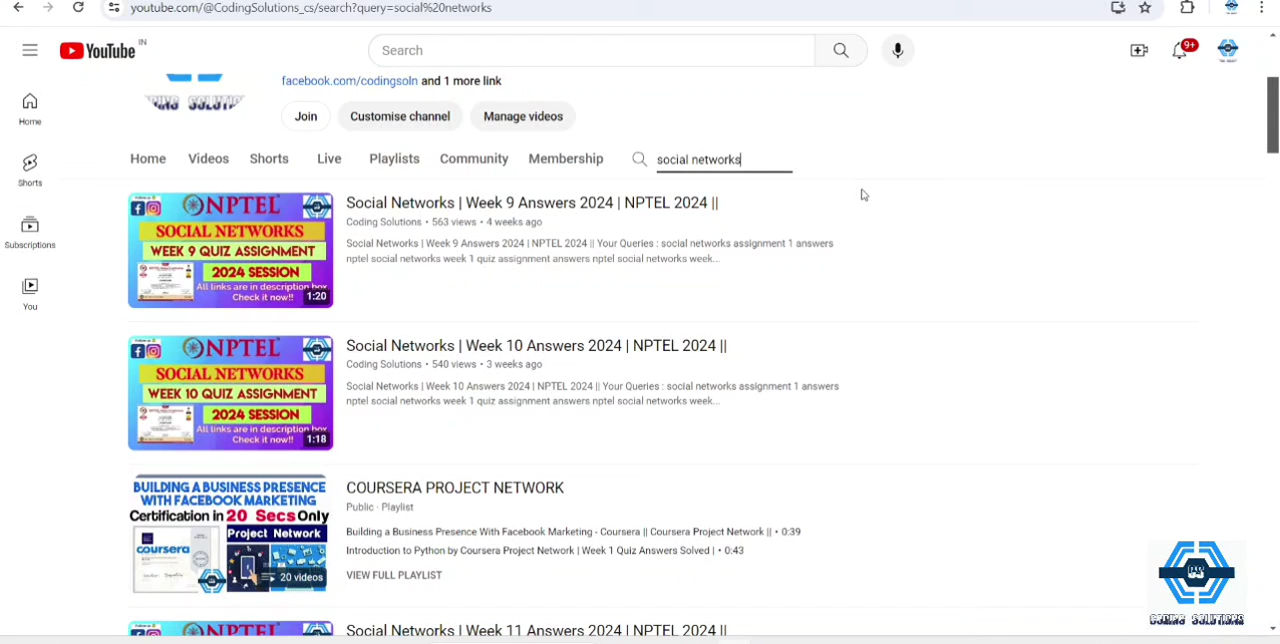 youtube.com/@CodingSolutions_cs/search?query=social%20networks
YouTube IN
Search
9+
facebook.com/codingsoln and 1 more link
Join
Customise channel
Manage videos
Home
Shorts
Subscriptions
You
Home Videos Shorts Live Playlists Community Membership social networks
NPTEL
SOCIAL NETWORKS
WEEK 9 QUIZ ASSIGNMENT
2024 SESSION
All links are in description box
Check it now!!
1:20
Social Networks | Week 9 Answers 2024 | NPTEL 2024 ||
Coding Solutions • 563 views • 4 weeks ago
Social Networks | Week 9 Answers 2024 | NPTEL 2024 || Your Queries : social networks assignment 1 answers
nptel social networks week 1 quiz assignment answers nptel social networks week...
NPTEL
SOCIAL NETWORKS
WEEK 10 QUIZ ASSIGNMENT
2024 SESSION
All links are in description box
Check it now!!
1:18
Social Networks | Week 10 Answers 2024 | NPTEL 2024 ||
Coding Solutions • 540 views • 3 weeks ago
Social Networks | Week 10 Answers 2024 | NPTEL 2024 || Your Queries : social networks assignment 1 answers
nptel social networks week 1 quiz assignment answers nptel social networks week...
BUILDING A BUSINESS PRESENCE
WITH FACEBOOK MARKETING
Certification in 20 Secs Only
Project Network
coursera
20 videos
COURSERA PROJECT NETWORK
Public · Playlist
Building a Business Presence With Facebook Marketing - Coursera || Coursera Project Network || • 0:39
Introduction to Python by Coursera Project Network | Week 1 Quiz Answers Solved | • 0:43
VIEW FULL PLAYLIST
NPTEL
Social Networks | Week 11 Answers 2024 | NPTEL 2024 ||
CS
CODING SOLUTIONS